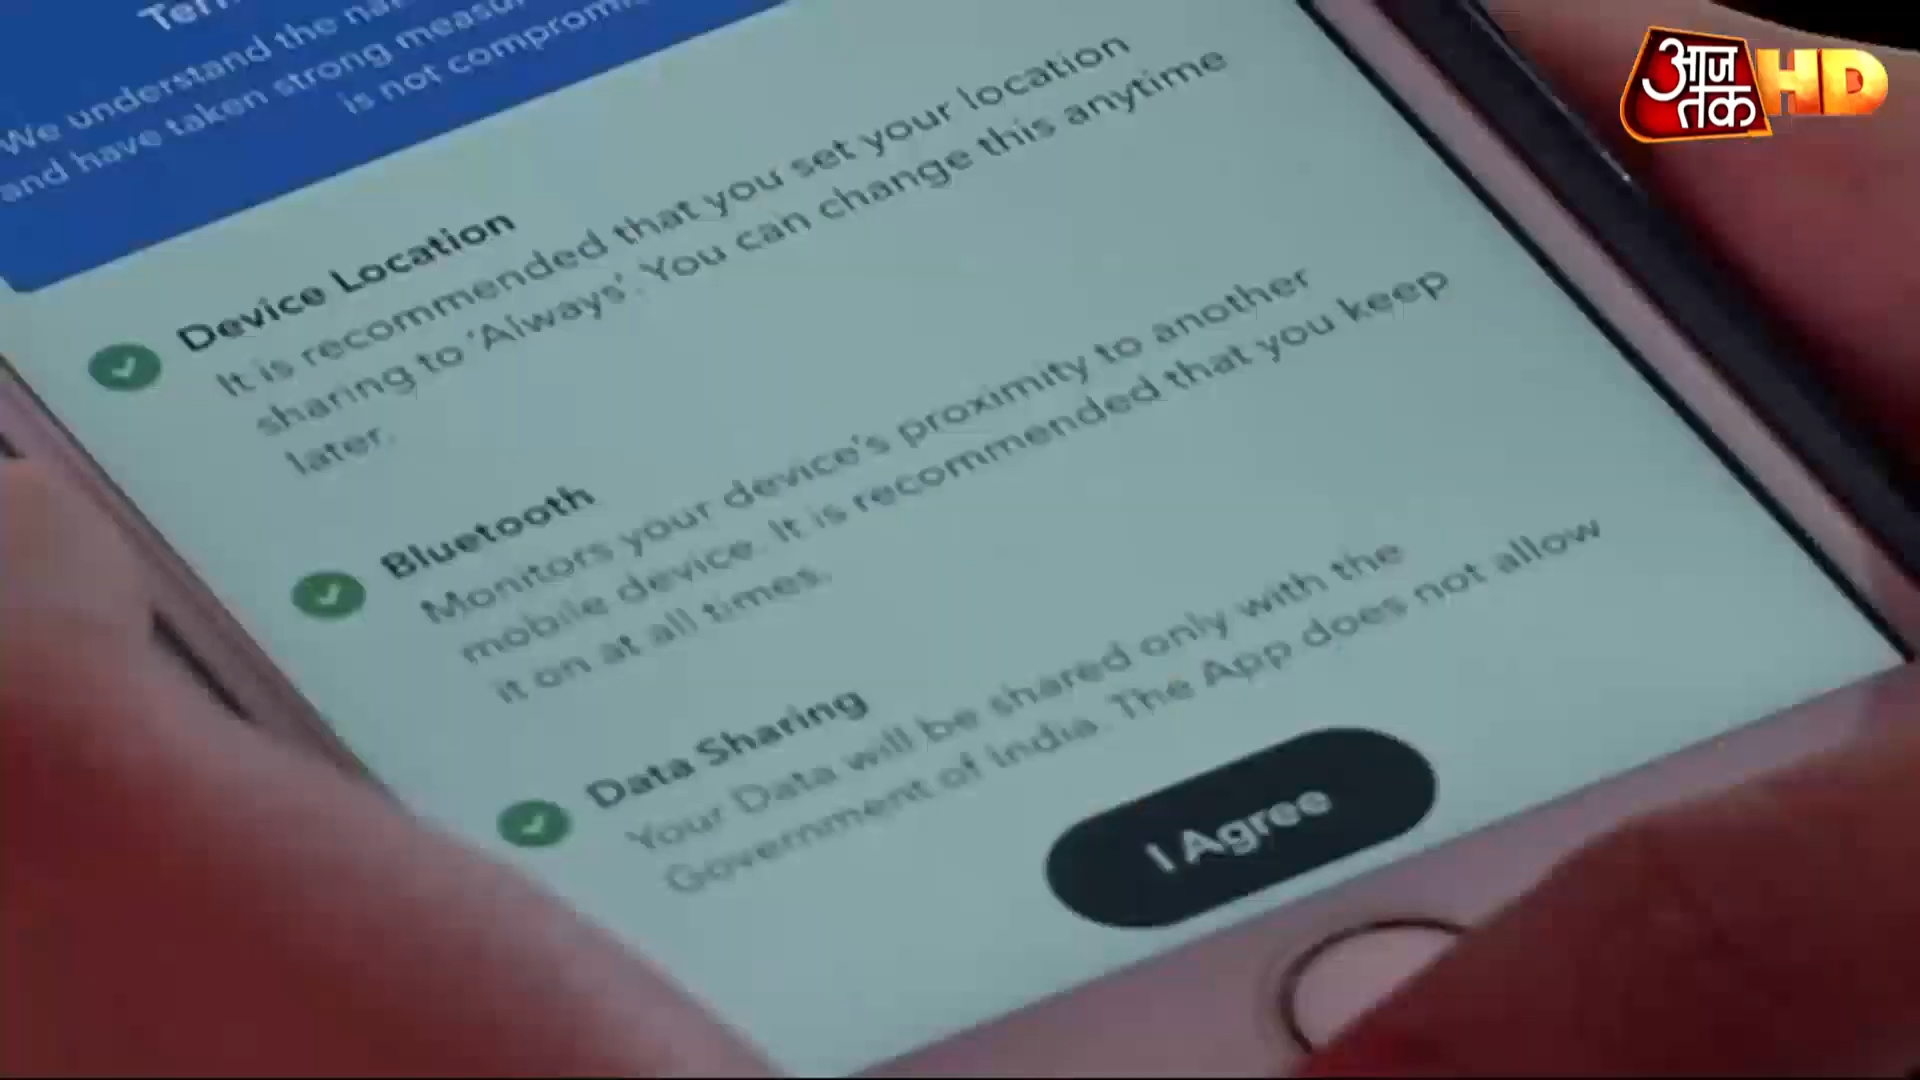 We understand the
and have taken strong
is not
Device Location
It is recommended that you set your location
sharing to 'Always'. You can change this anytime
later.
Bluetooth
Monitors your device's proximity to another
mobile device. It is recommended that you keep
it on at all times.
Data Sharing
Your Data will be shared only with the
Government of India. The App does not allow
I Agree
आज
तक
HD